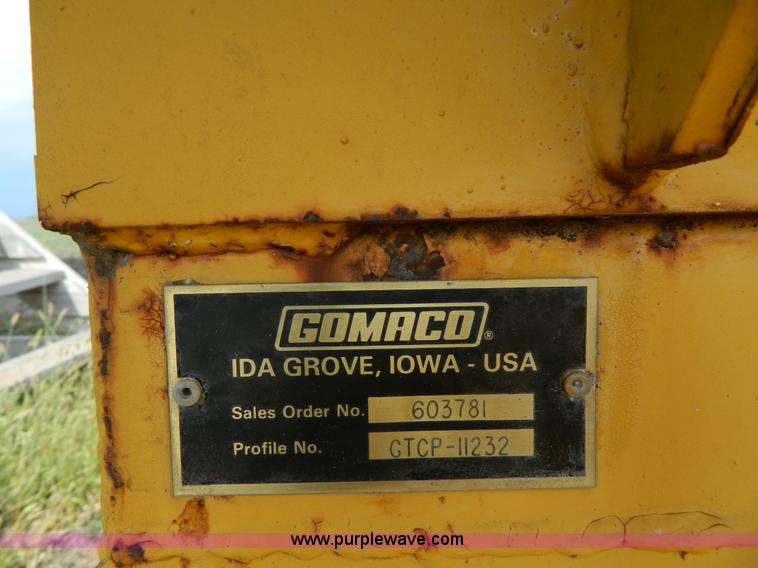 GOMACO®
IDA GROVE, IOWA - USA
Sales Order No. 603781
Profile No. GTCP-11232
www.purplewave.com